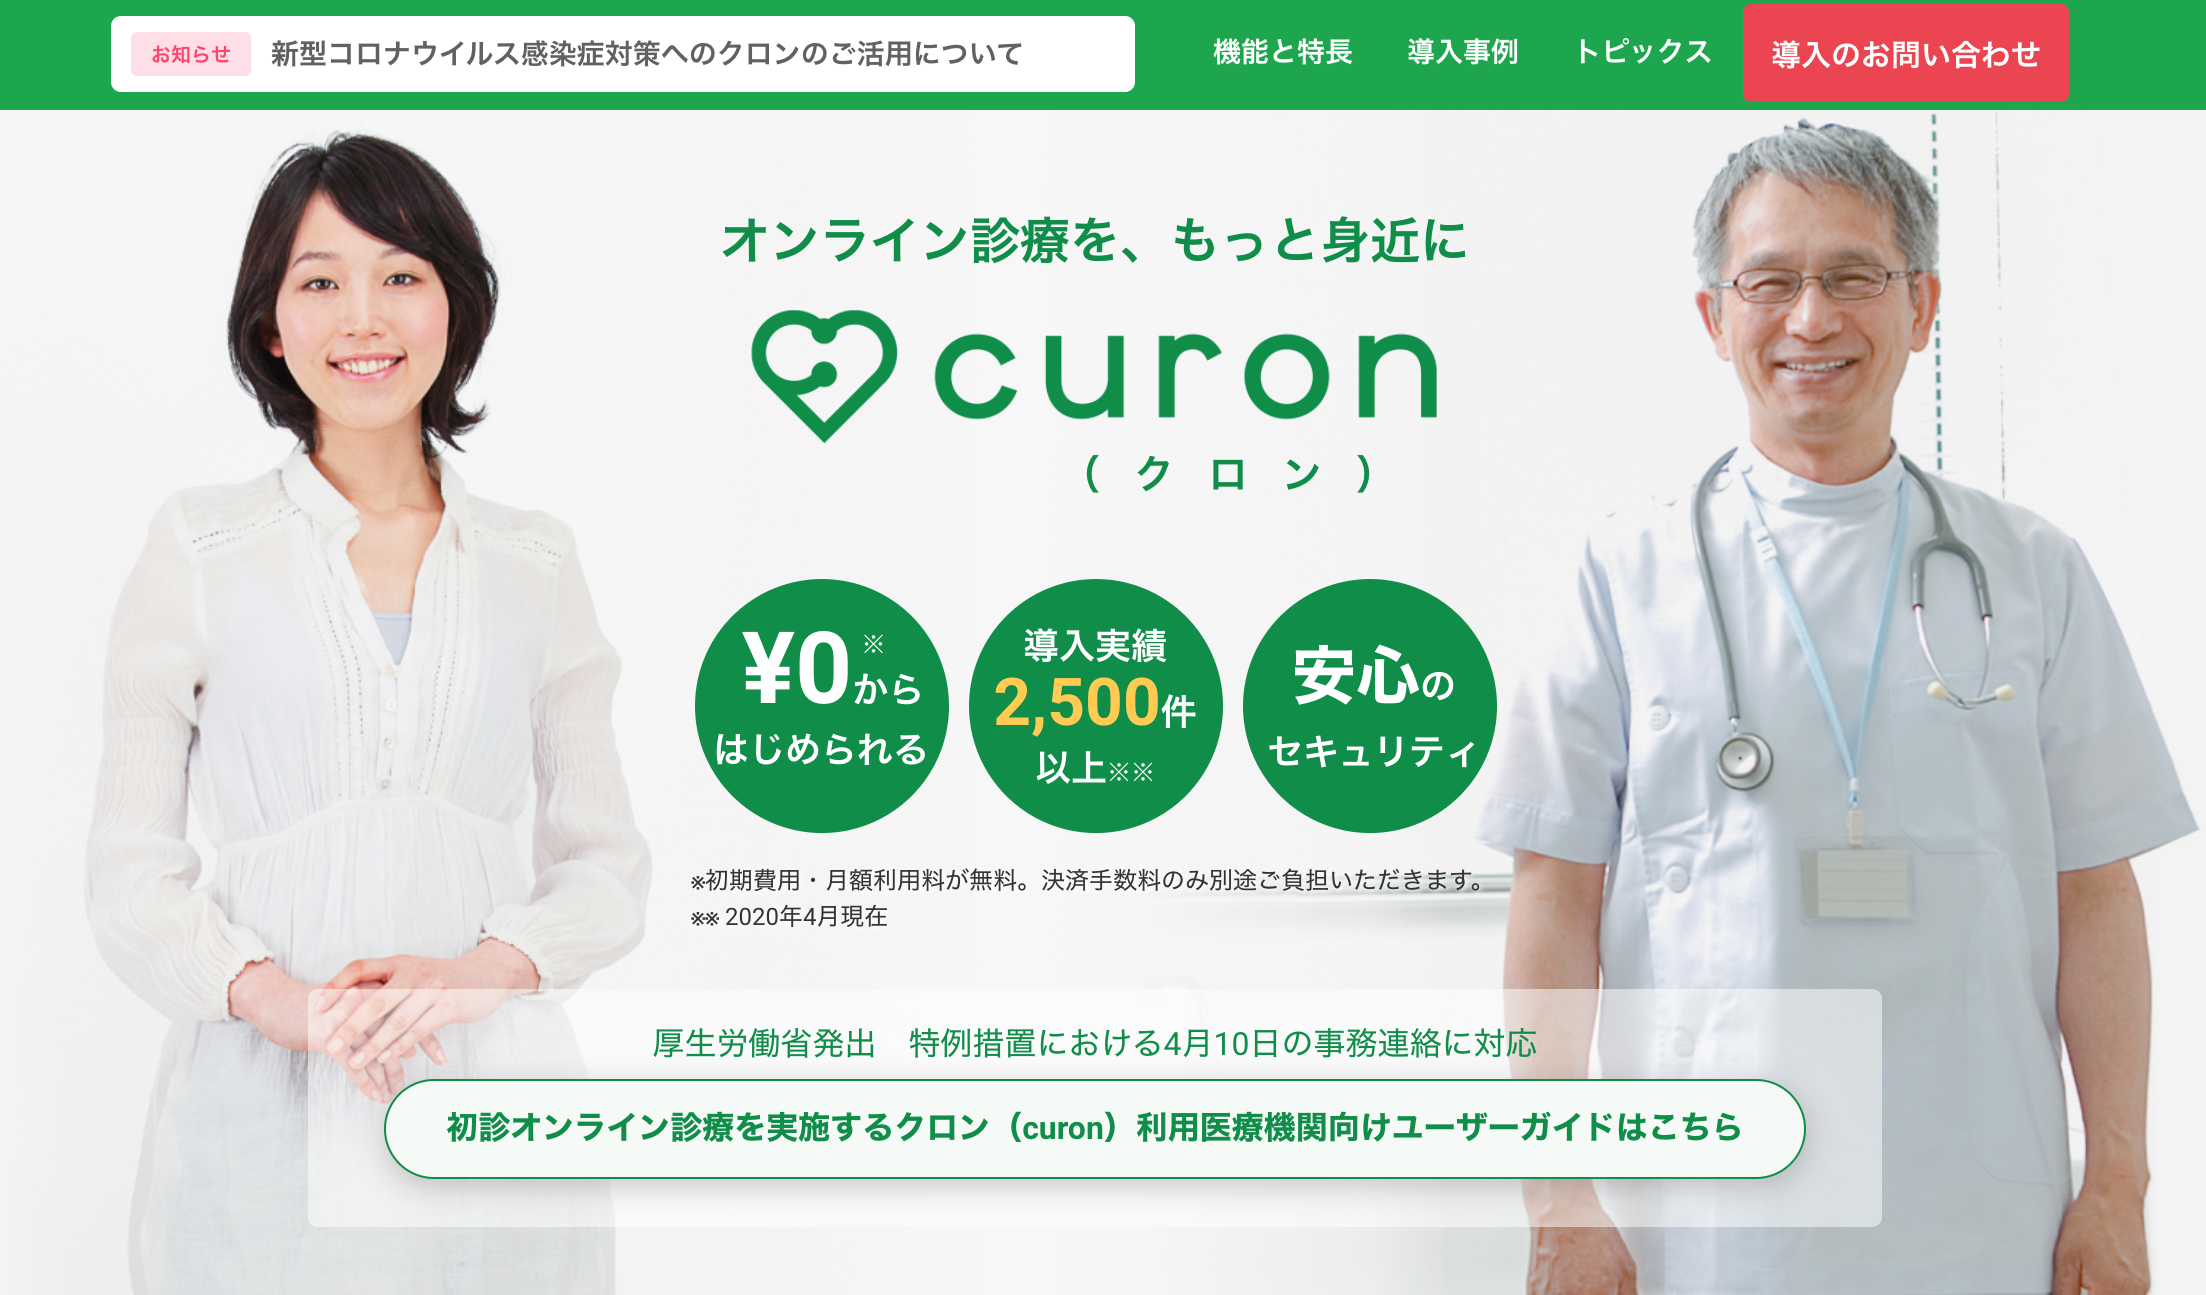 お知らせ 新型コロナウイルス感染症対策へのクロンのご活用について
機能と特長 導入事例 トピックス 導入のお問い合わせ
オンライン診療を、もっと身近に
curon
（クロン）
¥0※から
はじめられる
導入実績
2,500件
以上※※
安心の
セキュリティ
※初期費用・月額利用料が無料。決済手数料のみ別途ご負担いただきます。
※※ 2020年4月現在
厚生労働省発出　特例措置における4月10日の事務連絡に対応
初診オンライン診療を実施するクロン（curon）利用医療機関向けユーザーガイドはこちら